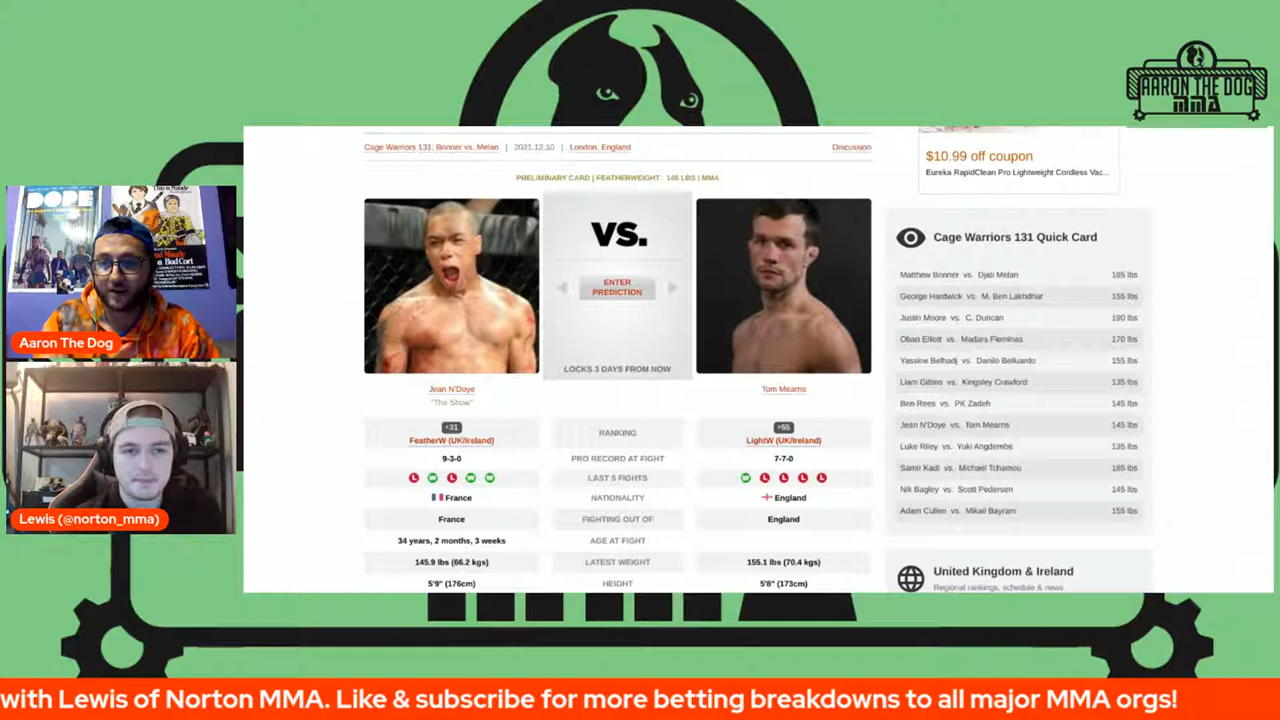 AARON THE DOG
MMA
DOPE
Aaron The Dog
Lewis (@norton_mma)
Cage Warriors 131: Bonner vs. Melan | 2021.12.10 | London, England
Discussion
PRELIMINARY CARD | FEATHERWEIGHT · 145 LBS | MMA
VS.
ENTER
PREDICTION
LOCKS 3 DAYS FROM NOW
Jean N'Doye
Tom Mearns
"The Show"
FeatherW (UK/Ireland)
RANKING
LightW (UK/Ireland)
9-3-0
PRO RECORD AT FIGHT
7-7-0
L W L W W
LAST 5 FIGHTS
W L L L L
France
NATIONALITY
England
France
FIGHTING OUT OF
England
34 years, 2 months, 3 weeks
AGE AT FIGHT
145.9 lbs (66.2 kgs)
LATEST WEIGHT
155.1 lbs (70.4 kgs)
5'9" (176cm)
HEIGHT
5'8" (173cm)
$10.99 off coupon
Eureka RapidClean Pro Lightweight Cordless Vac..
Cage Warriors 131 Quick Card
Matthew Bonner vs. Djati Melan 185 lbs
George Hardwick vs. M. Ben Lakhdhar 155 lbs
Justin Moore vs. C. Duncan 190 lbs
Oban Elliott vs. Madars Fleminas 170 lbs
Yassine Belhadj vs. Danilo Belluardo 155 lbs
Liam Gittins vs. Kingsley Crawford 135 lbs
Ben Rees vs. PK Zadeh 145 lbs
Jean N'Doye vs. Tom Mearns 145 lbs
Luke Riley vs. Yuki Angdembe 135 lbs
Samir Kadi vs. Michael Tchamou 185 lbs
Nik Bagley vs. Scott Pedersen 145 lbs
Adam Cullen vs. Mikail Bayram 155 lbs
United Kingdom & Ireland
Regional rankings, schedule & news
with Lewis of Norton MMA. Like & subscribe for more betting breakdowns to all major MMA orgs!